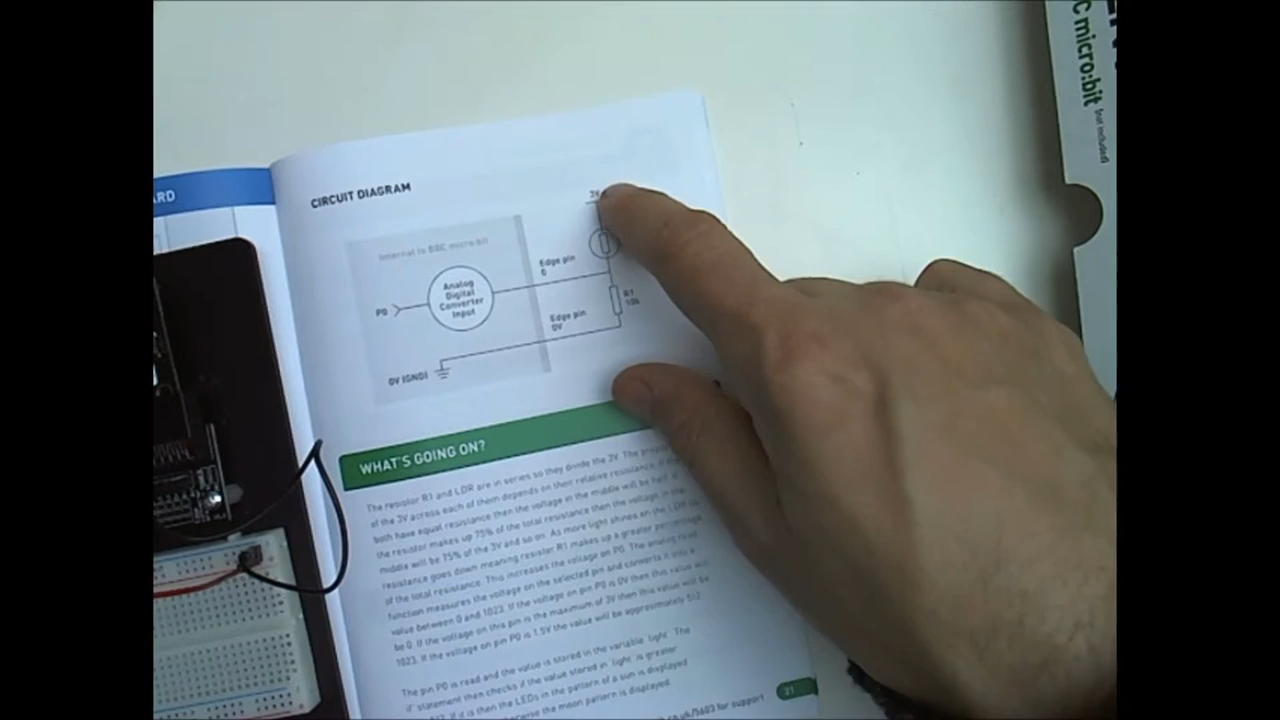 C micro:bit
(not included)
RD
CIRCUIT DIAGRAM
3V
Internal to BBC micro:bit
Edge pin
0
Analog
Digital
Converter
Input
P0
R1
10k
Edge pin
0V
0V (GND)
WHAT'S GOING ON?
The resistor R1 and LDR are in series so they divide the 3V. The
of the 3V across each of them depends on their relative resistance, if
both have equal resistance then the voltage in the middle will be half
the resistor makes up 75% of the total resistance then the voltage in the
middle will be 75% of the 3V and so on. As more light shines on the LDR its
resistance goes down meaning resistor R1 makes up a greater percentage
of the total resistance. This increases the voltage on P0. The analog read
function measures the voltage on the selected pin and converts it into a
value between 0 and 1023. If the voltage on pin P0 is 0V then this value will
be 0. If the voltage on this pin is the maximum of 3V then this value will be
1023. If the voltage on pin P0 is 1.5V the value will be approximately 512
The pin P0 is read and the value is stored in the variable 'light'. The
'if' statement then checks if the value stored in 'light' is greater
512. If it is then the LEDs in the pattern of a sun is displayed
the moon pattern is displayed.
co.uk/5603 for support
21